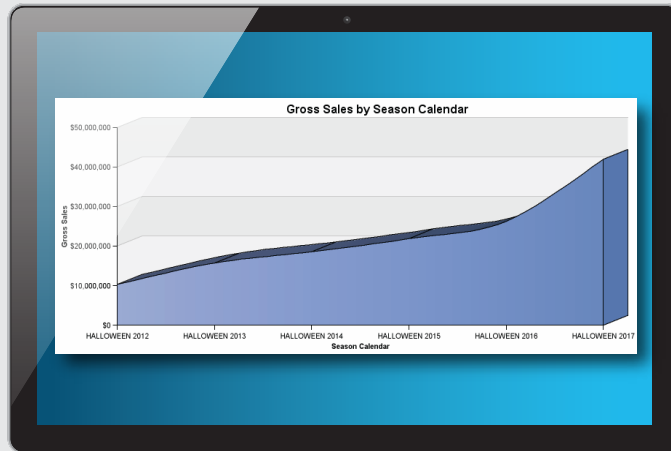 Gross Sales by Season Calendar
$50,000,000
$40,000,000
$30,000,000
$20,000,000
$10,000,000
$0
Gross Sales
HALLOWEEN 2012 HALLOWEEN 2013 HALLOWEEN 2014 HALLOWEEN 2015 HALLOWEEN 2016 HALLOWEEN 2017
Season Calendar